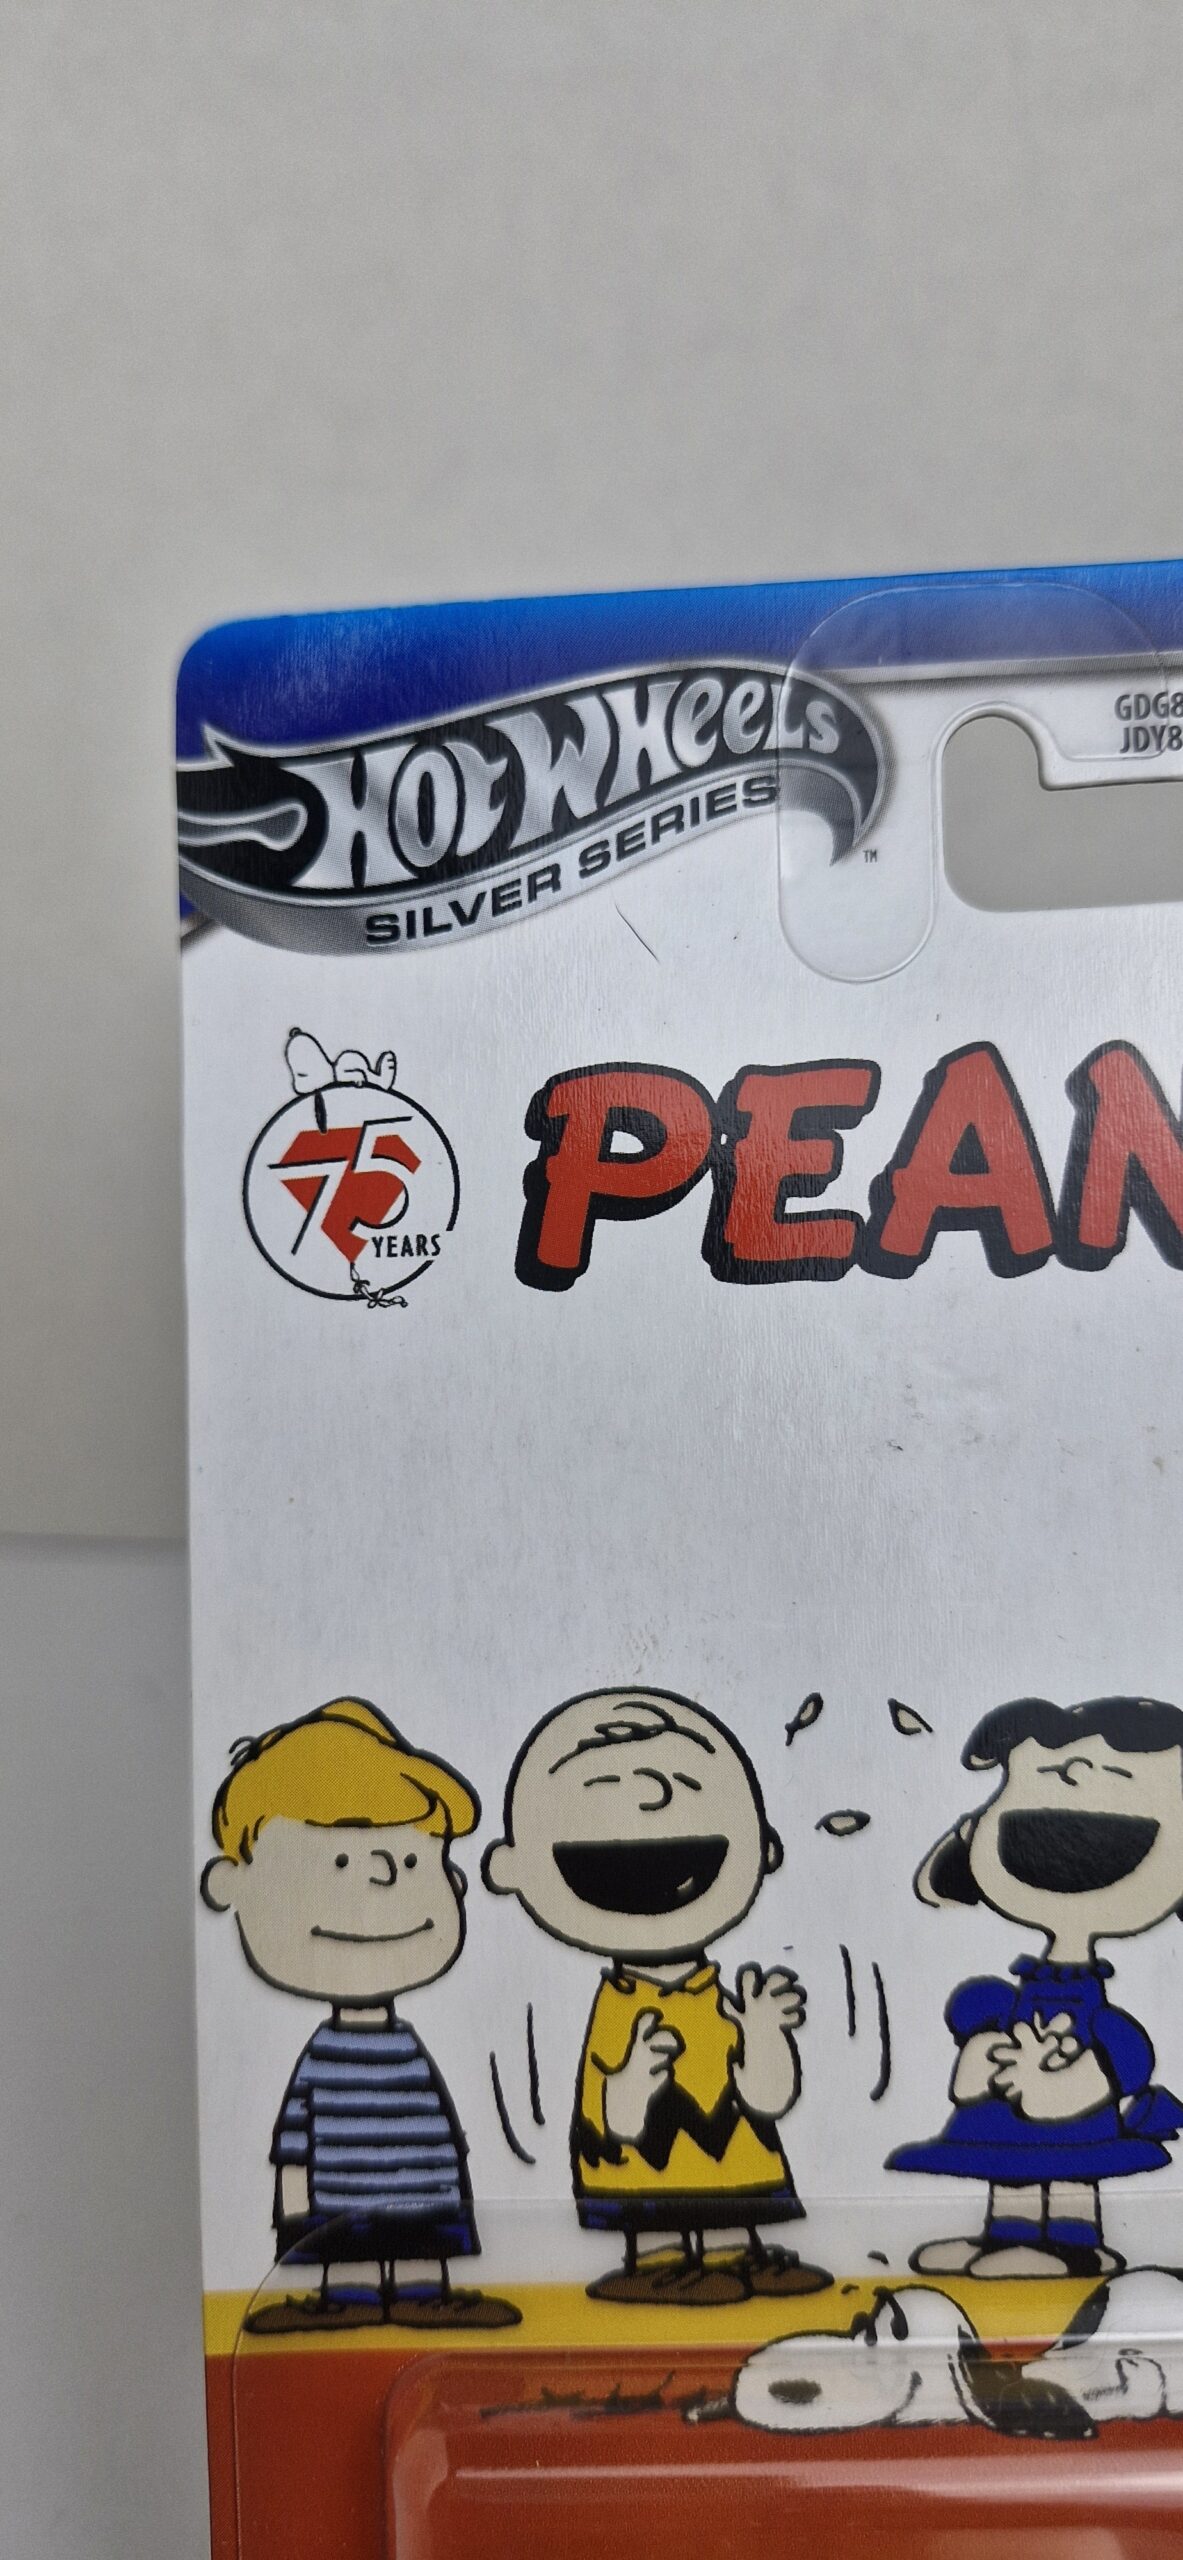 HOT WHeeLs
SILVER SERIES
TM
GDG8
JDY8
75
YEARS
PEAN